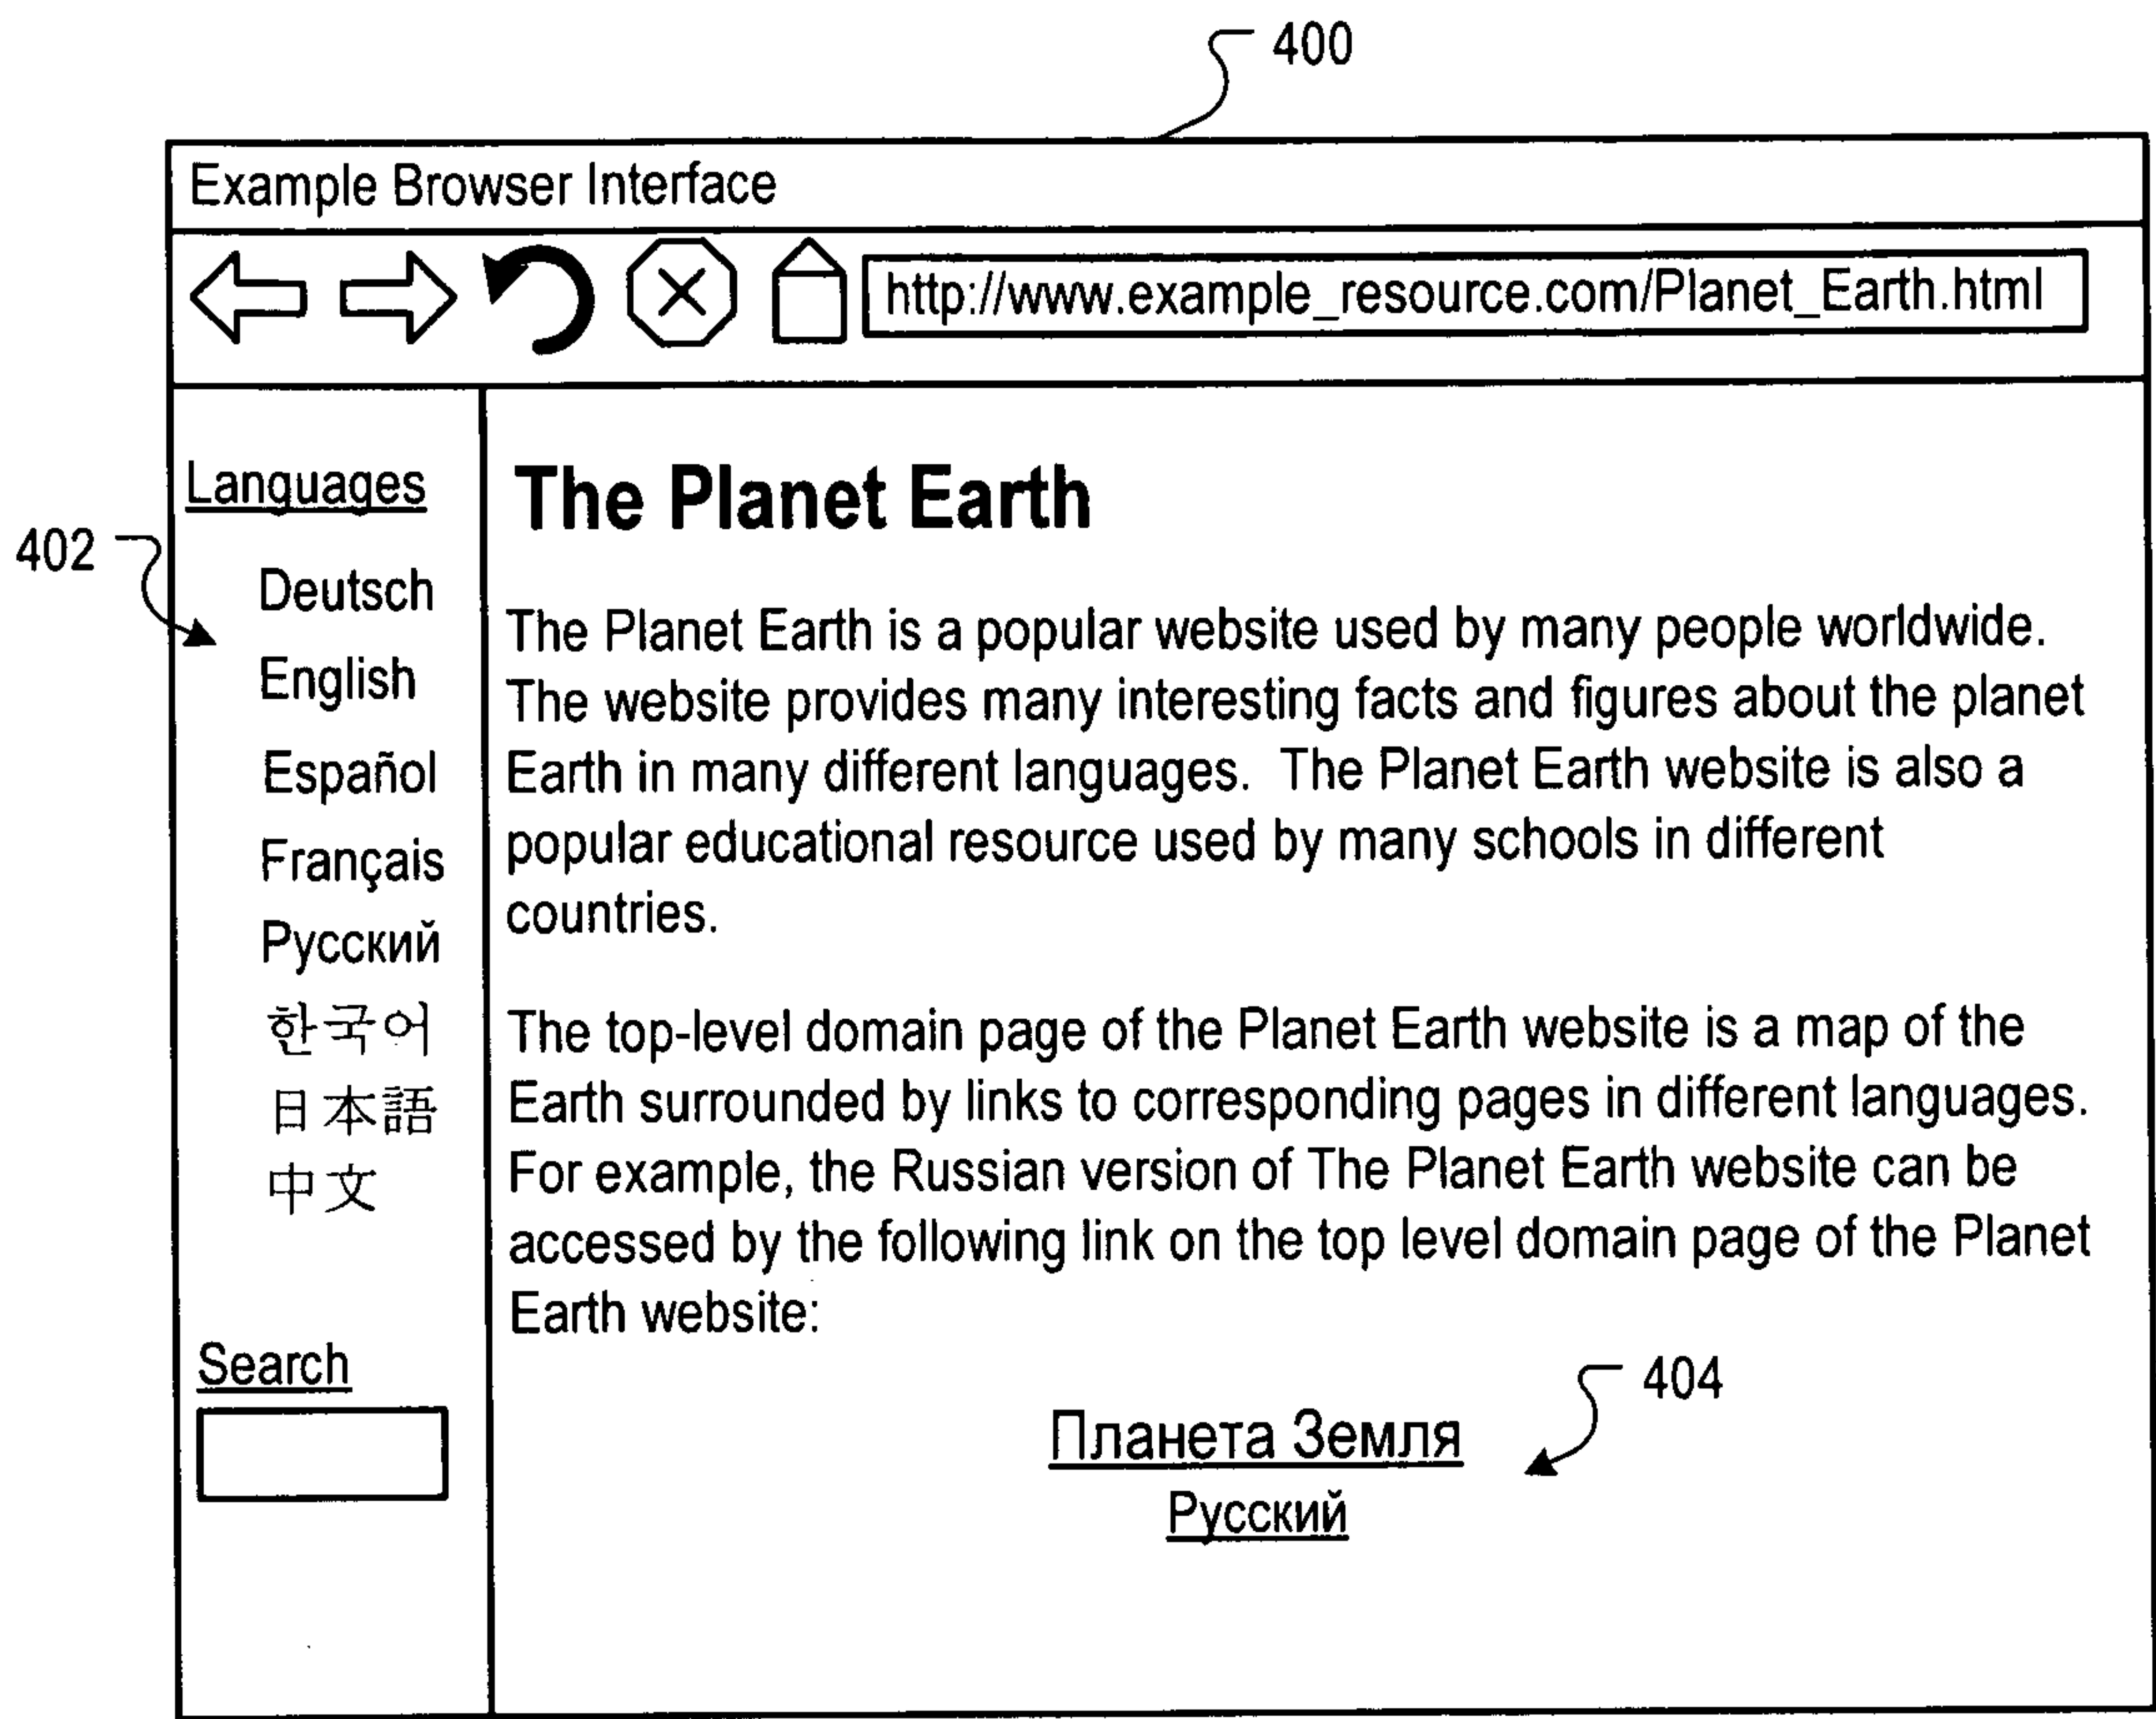 400
Example Browser Interface
http://www.example_resource.com/Planet_Earth.html
Languages
402
Deutsch
English
Español
Français
Русский
한국어
日本語
中文
Search
The Planet Earth
The Planet Earth is a popular website used by many people worldwide.
The website provides many interesting facts and figures about the planet
Earth in many different languages. The Planet Earth website is also a
popular educational resource used by many schools in different
countries.
The top-level domain page of the Planet Earth website is a map of the
Earth surrounded by links to corresponding pages in different languages.
For example, the Russian version of The Planet Earth website can be
accessed by the following link on the top level domain page of the Planet
Earth website:
404
Планета Земля
Русский